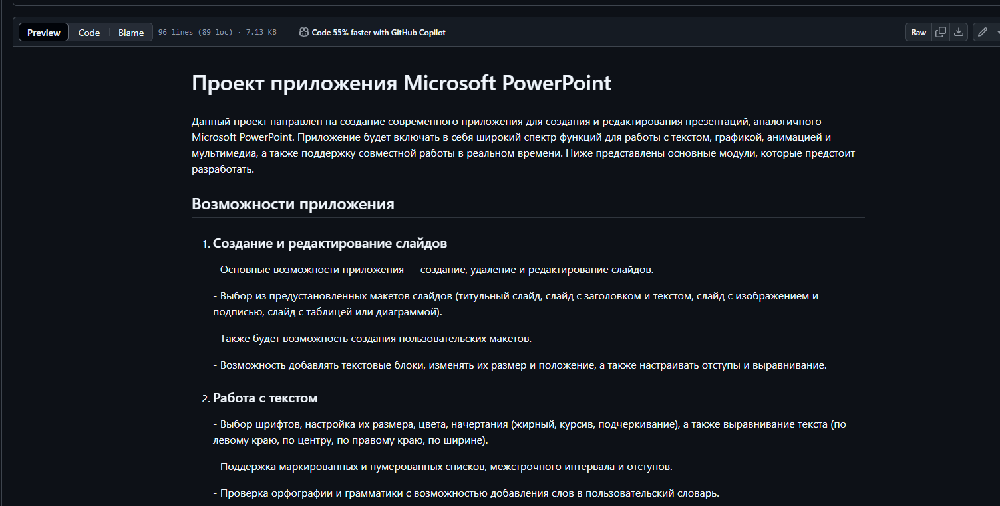 Preview Code Blame 96 lines (89 loc) · 7.13 KB Code 55% faster with GitHub Copilot Raw
Проект приложения Microsoft PowerPoint
Данный проект направлен на создание современного приложения для создания и редактирования презентаций, аналогичного
Microsoft PowerPoint. Приложение будет включать в себя широкий спектр функций для работы с текстом, графикой, анимацией и
мультимедиа, а также поддержку совместной работы в реальном времени. Ниже представлены основные модули, которые предстоит
разработать.
Возможности приложения
1. Создание и редактирование слайдов
- Основные возможности приложения — создание, удаление и редактирование слайдов.
- Выбор из предустановленных макетов слайдов (титульный слайд, слайд с заголовком и текстом, слайд с изображением и
подписью, слайд с таблицей или диаграммой).
- Также будет возможность создания пользовательских макетов.
- Возможность добавлять текстовые блоки, изменять их размер и положение, а также настраивать отступы и выравнивание.
2. Работа с текстом
- Выбор шрифтов, настройка их размера, цвета, начертания (жирный, курсив, подчеркивание), а также выравнивание текста (по
левому краю, по центру, по правому краю, по ширине).
- Поддержка маркированных и нумерованных списков, межстрочного интервала и отступов.
- Проверка орфографии и грамматики с возможностью добавления слов в пользовательский словарь.